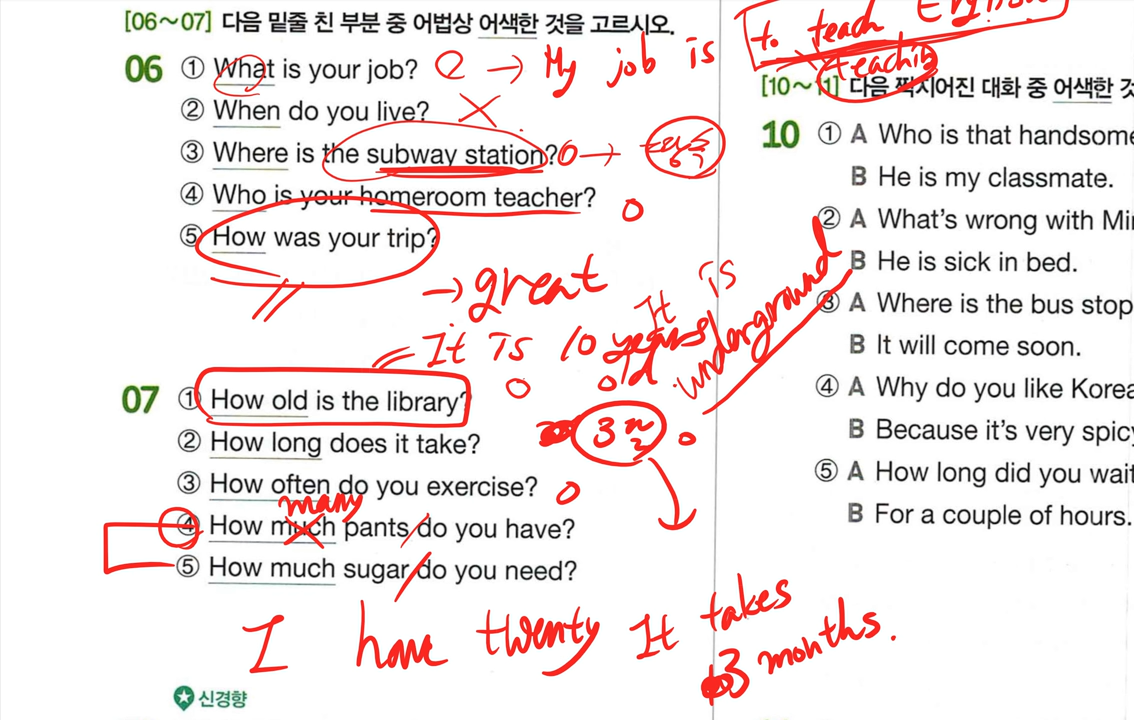 [06~07] 다음 밑줄 친 부분 중 어법상 어색한 것을 고르시오.
06 ① What is your job? → My job is to teach
teaching
② When do you live?
③ Where is the subway station? →
④ Who is your homeroom teacher?
⑤ How was your trip?
→ great
It is underground
It is 10 years old
07 ① How old is the library?
② How long does it take?
③ How often do you exercise?
many
④ How much pants do you have?
⑤ How much sugar do you need?
I have twenty
It takes
3 months.
신경향
[10~11] 다음 짝지어진 대화 중 어색한
10 ① A Who is that handsome
B He is my classmate.
② A What's wrong with
B He is sick in bed.
③ A Where is the bus stop
B It will come soon.
④ A Why do you like
B Because it's very spicy
⑤ A How long did you wait
B For a couple of hours.